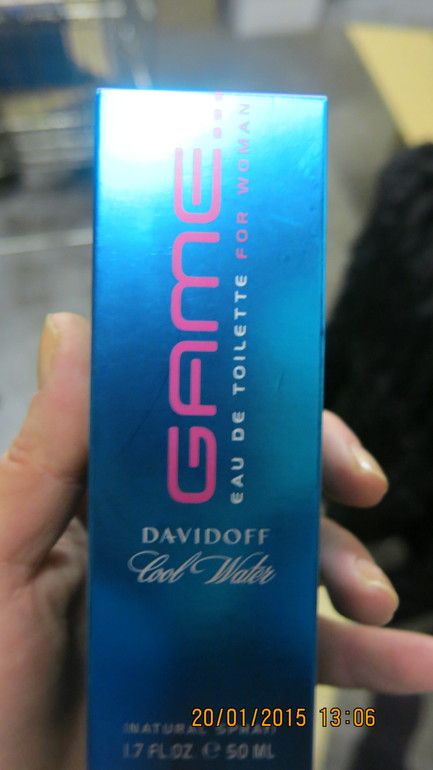 GAME...
EAU DE TOILETTE FOR WOMAN
DAVIDOFF
Cool Water
NATURAL SPRAY
1.7 FL.OZ. ℮ 50 ML
20/01/2015 13:06